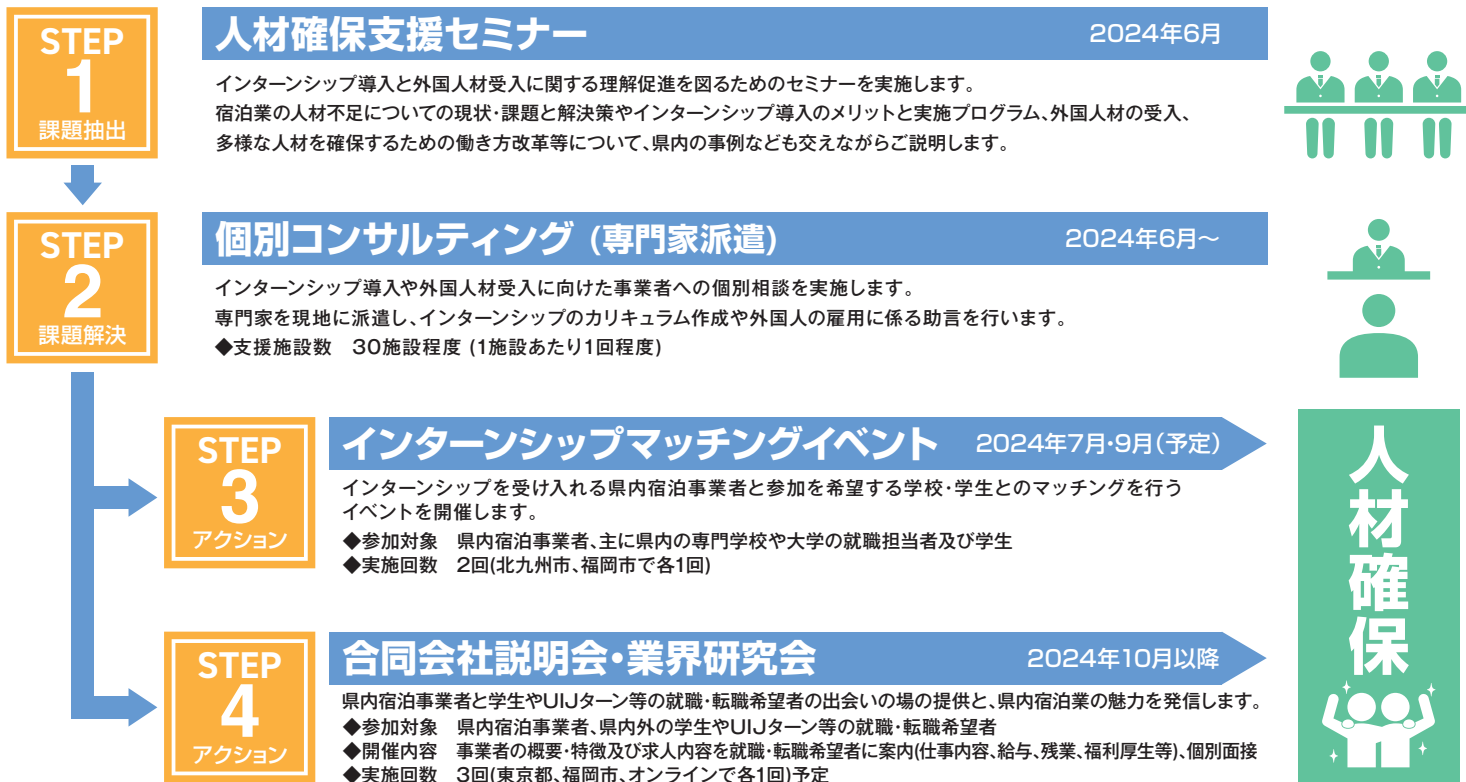 STEP
1
課題抽出
人材確保支援セミナー 2024年6月
インターンシップ導入と外国人材受入に関する理解促進を図るためのセミナーを実施します。
宿泊業の人材不足についての現状・課題と解決策やインターンシップ導入のメリットと実施プログラム、外国人材の受入、
多様な人材を確保するための働き方改革等について、県内の事例なども交えながらご説明します。
STEP
2
課題解決
個別コンサルティング (専門家派遣) 2024年6月～
インターンシップ導入や外国人材受入に向けた事業者への個別相談を実施します。
専門家を現地に派遣し、インターンシップのカリキュラム作成や外国人の雇用に係る助言を行います。
◆支援施設数　30施設程度 (1施設あたり1回程度)
STEP
3
アクション
インターンシップマッチングイベント 2024年7月・9月（予定）
インターンシップを受け入れる県内宿泊事業者と参加を希望する学校・学生とのマッチングを行う
イベントを開催します。
◆参加対象　県内宿泊事業者、主に県内の専門学校や大学の就職担当者及び学生
◆実施回数　2回(北九州市、福岡市で各1回)
STEP
4
アクション
合同会社説明会・業界研究会 2024年10月以降
県内宿泊事業者と学生やUIJターン等の就職・転職希望者の出会いの場の提供と、県内宿泊業の魅力を発信します。
◆参加対象　県内宿泊事業者、県内外の学生やUIJターン等の就職・転職希望者
◆開催内容　事業者の概要・特徴及び求人内容を就職・転職希望者に案内(仕事内容、給与、残業、福利厚生等)、個別面接
◆実施回数　3回(東京都、福岡市、オンラインで各1回)予定
人材確保